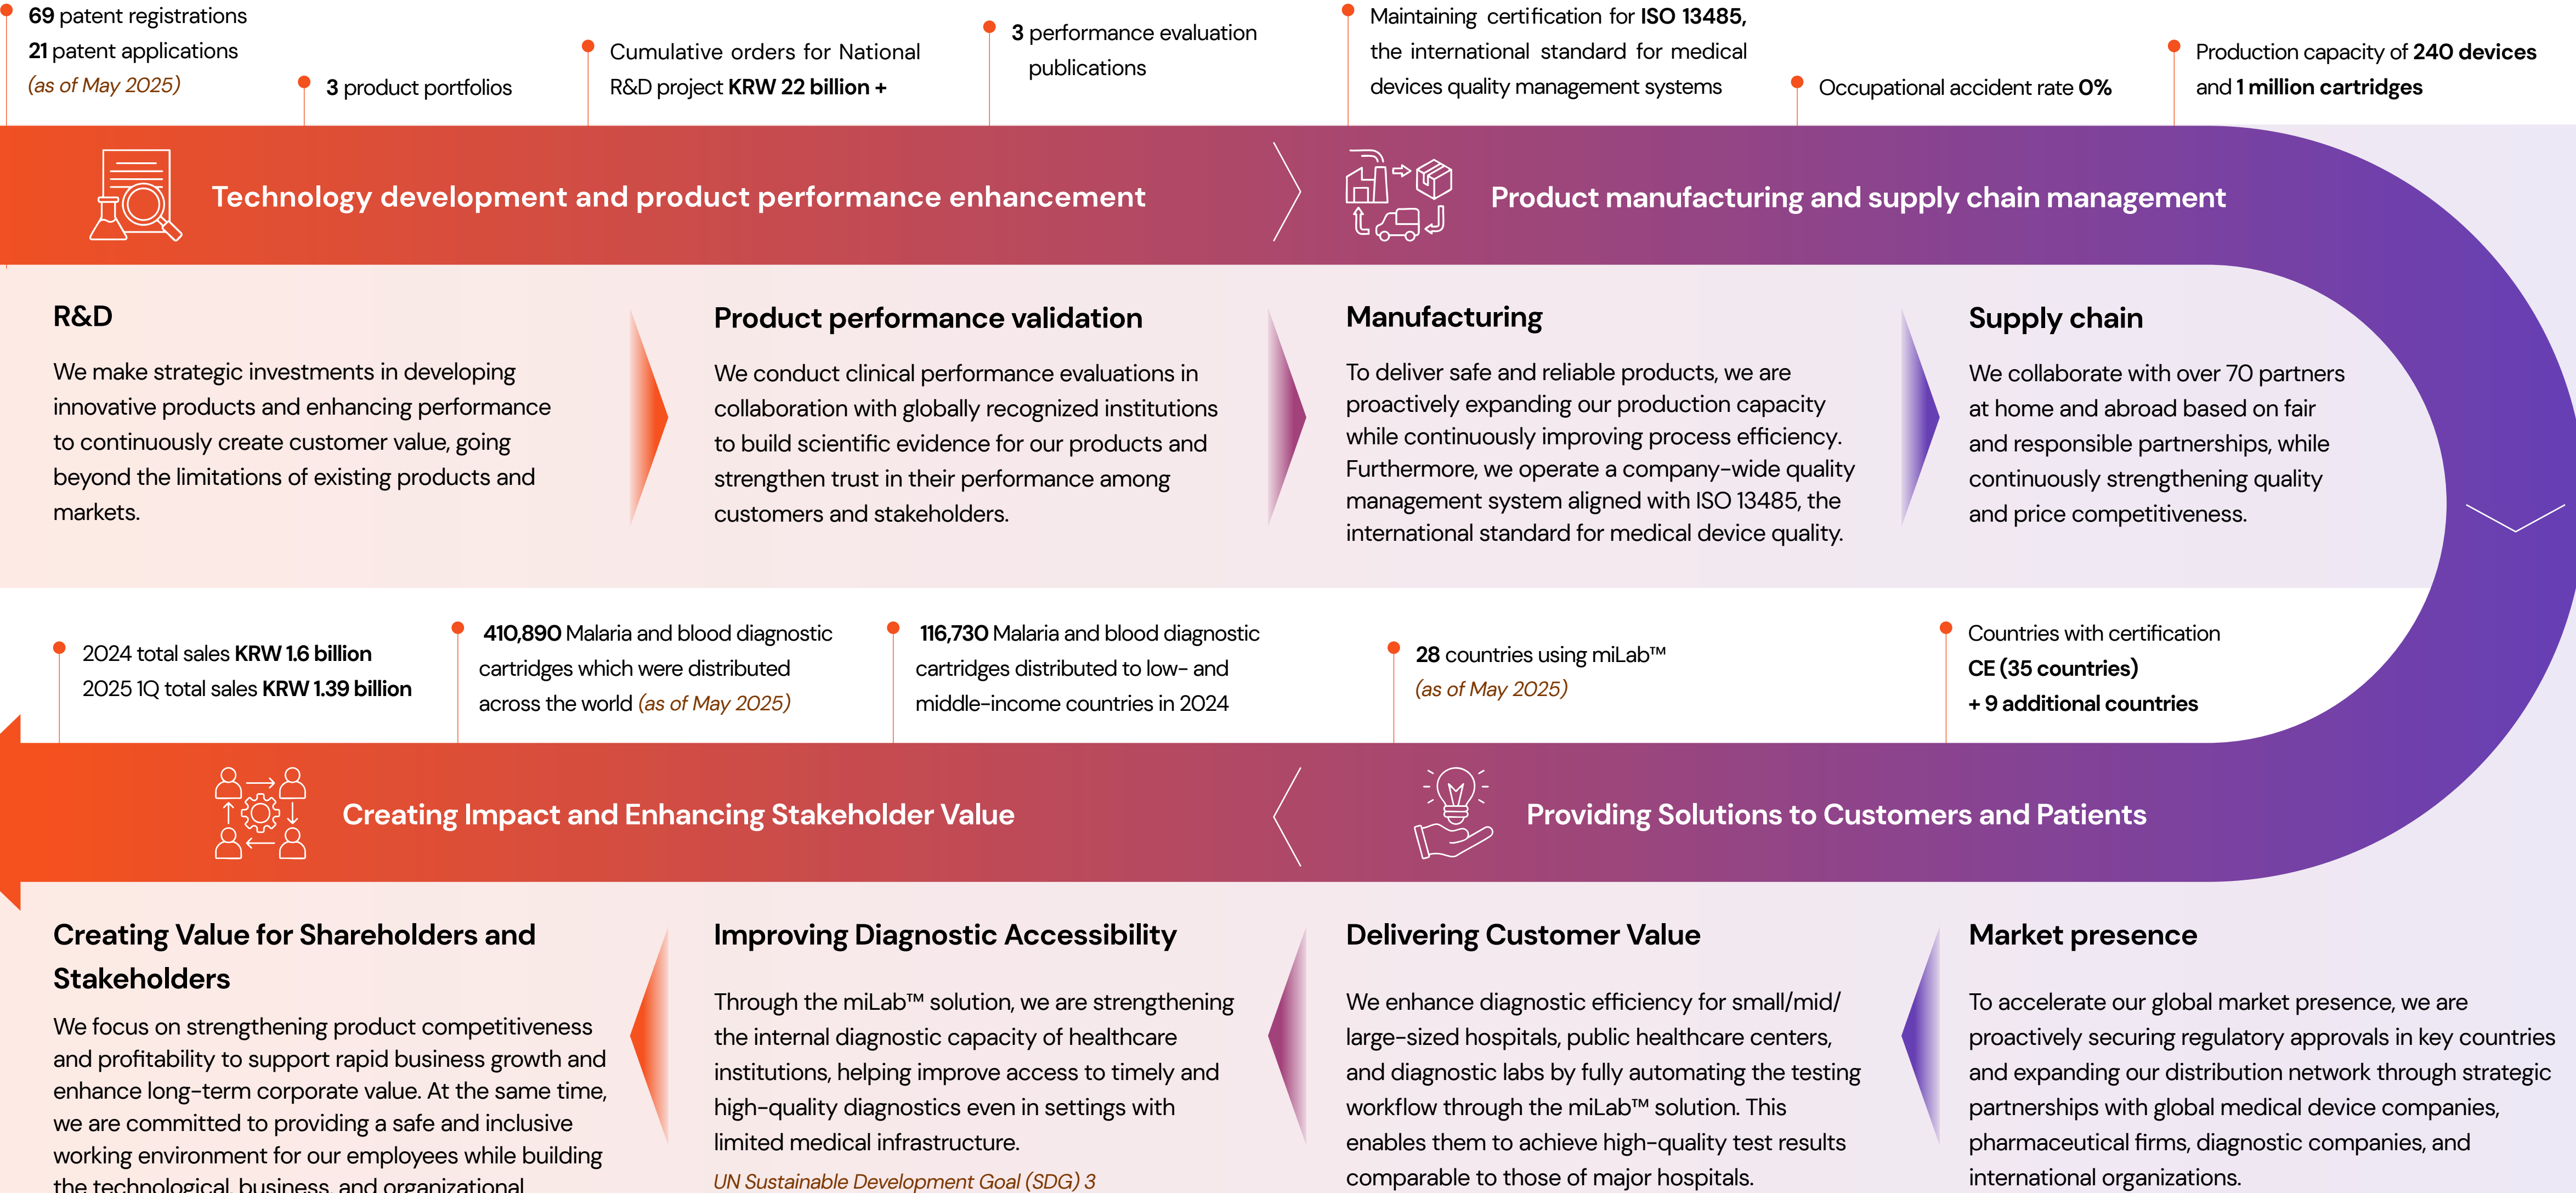 69 patent registrations
21 patent applications
(as of May 2025)
3 product portfolios
Cumulative orders for National
R&D project KRW 22 billion +
3 performance evaluation
publications
Maintaining certification for ISO 13485,
the international standard for medical
devices quality management systems
Occupational accident rate 0%
Production capacity of 240 devices
and 1 million cartridges
Technology development and product performance enhancement
Product manufacturing and supply chain management
R&D
We make strategic investments in developing
innovative products and enhancing performance
to continuously create customer value, going
beyond the limitations of existing products and
markets.
Product performance validation
We conduct clinical performance evaluations in
collaboration with globally recognized institutions
to build scientific evidence for our products and
strengthen trust in their performance among
customers and stakeholders.
Manufacturing
To deliver safe and reliable products, we are
proactively expanding our production capacity
while continuously improving process efficiency.
Furthermore, we operate a company-wide quality
management system aligned with ISO 13485, the
international standard for medical device quality.
Supply chain
We collaborate with over 70 partners
at home and abroad based on fair
and responsible partnerships, while
continuously strengthening quality
and price competitiveness.
2024 total sales KRW 1.6 billion
2025 1Q total sales KRW 1.39 billion
410,890 Malaria and blood diagnostic
cartridges which were distributed
across the world (as of May 2025)
116,730 Malaria and blood diagnostic
cartridges distributed to low- and
middle-income countries in 2024
28 countries using miLab™
(as of May 2025)
Countries with certification
CE (35 countries)
+ 9 additional countries
Creating Impact and Enhancing Stakeholder Value
Providing Solutions to Customers and Patients
Creating Value for Shareholders and
Stakeholders
We focus on strengthening product competitiveness
and profitability to support rapid business growth and
enhance long-term corporate value. At the same time,
we are committed to providing a safe and inclusive
working environment for our employees while building
the technological, business, and organizational
Improving Diagnostic Accessibility
Through the miLab™ solution, we are strengthening
the internal diagnostic capacity of healthcare
institutions, helping improve access to timely and
high-quality diagnostics even in settings with
limited medical infrastructure.
UN Sustainable Development Goal (SDG) 3
Delivering Customer Value
We enhance diagnostic efficiency for small/mid/
large-sized hospitals, public healthcare centers,
and diagnostic labs by fully automating the testing
workflow through the miLab™ solution. This
enables them to achieve high-quality test results
comparable to those of major hospitals.
Market presence
To accelerate our global market presence, we are
proactively securing regulatory approvals in key countries
and expanding our distribution network through strategic
partnerships with global medical device companies,
pharmaceutical firms, diagnostic companies, and
international organizations.